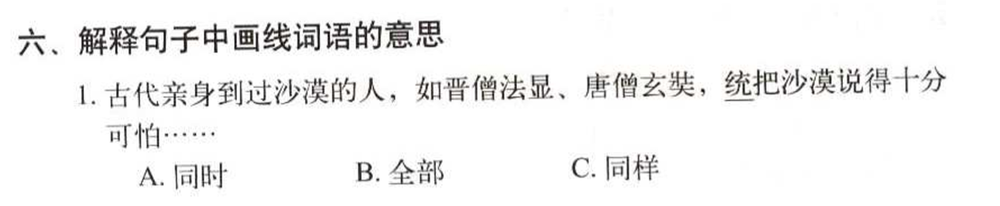 六、解释句子中画线词语的意思
1. 古代亲身到过沙漠的人，如晋僧法显、唐僧玄奘，统把沙漠说得十分
可怕……
A. 同时 B. 全部 C. 同样